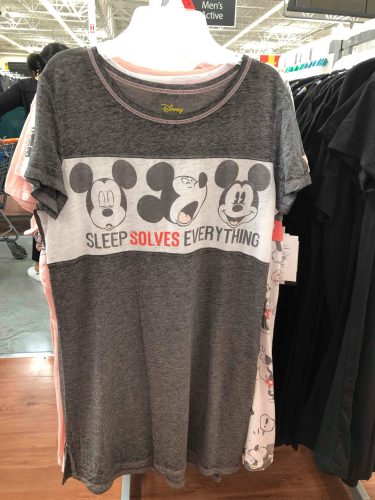 Men's
Active
Disney
SLEEP SOLVES EVERYTHING